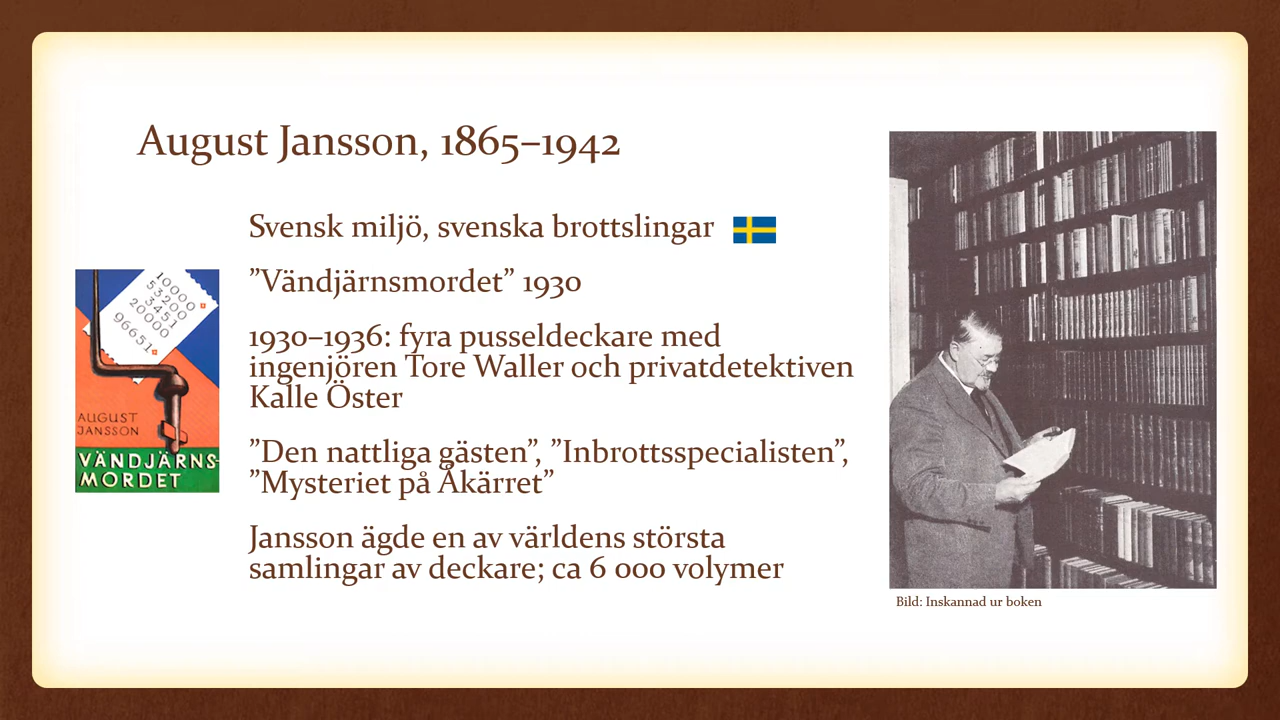 August Jansson, 1865–1942
Svensk miljö, svenska brottslingar
”Vändjärnsmordet” 1930
1930–1936: fyra pusseldeckare med
ingenjören Tore Waller och privatdetektiven
Kalle Öster
”Den nattliga gästen”, ”Inbrottsspecialisten”,
”Mysteriet på Åkärret”
Jansson ägde en av världens största
samlingar av deckare; ca 6 000 volymer
10000
53200
3451
20000
96651
AUGUST
JANSSON
VÄNDJÄRNS-
MORDET
Bild: Inskannad ur boken